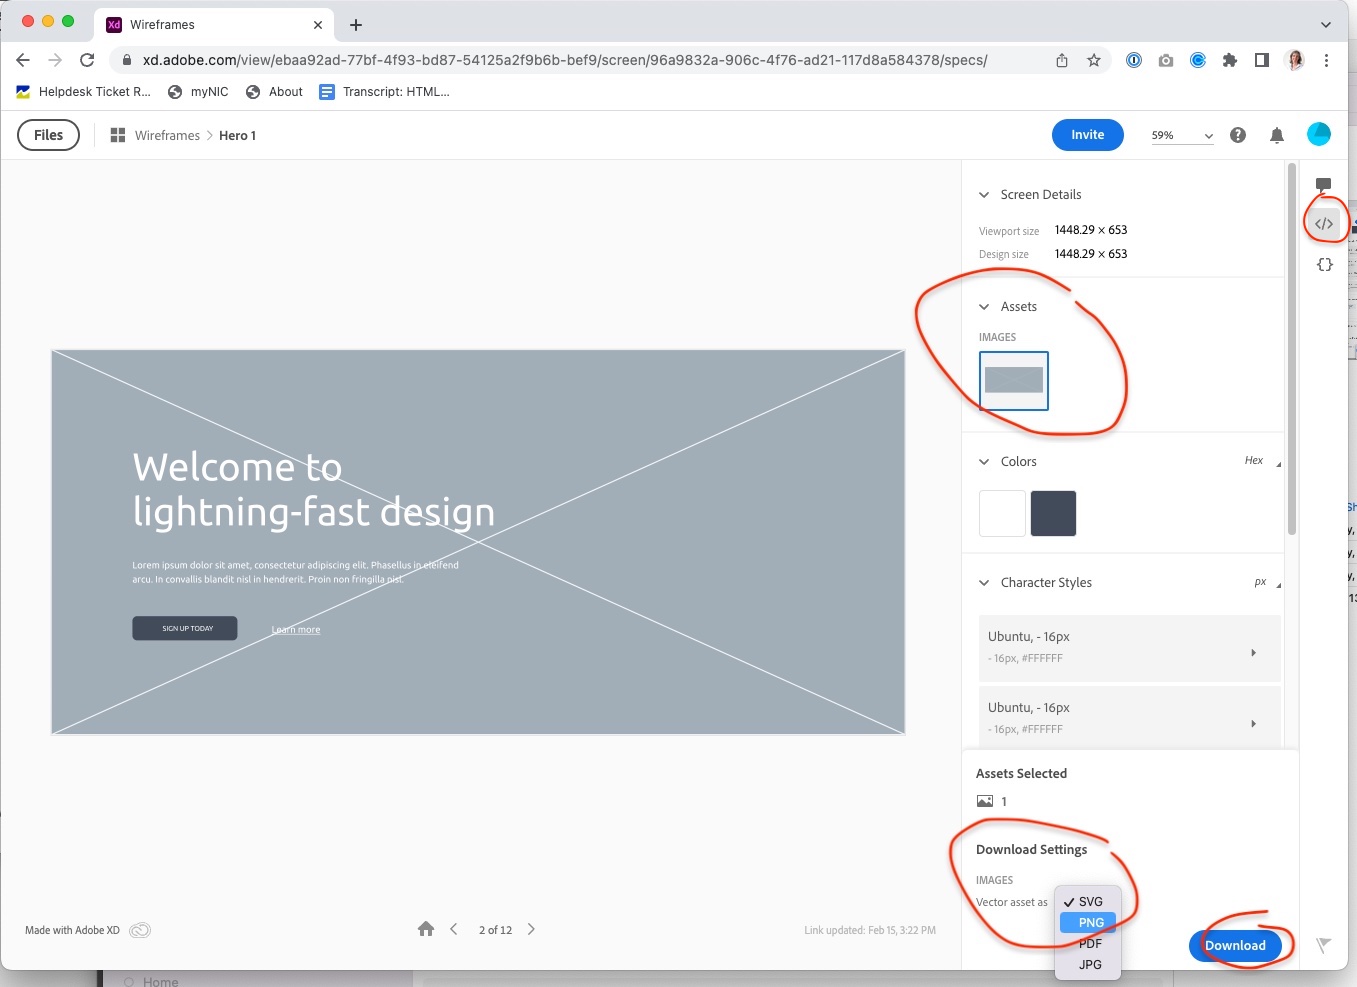 Xd Wireframes
xd.adobe.com/view/ebaa92ad-77bf-4f93-bd87-54125a2f9b6b-bef9/screen/96a9832a-906c-4f76-ad21-117d8a584378/specs/
Helpdesk Ticket R... myNIC About Transcript: HTML...
Files Wireframes > Hero 1 Invite 59%
Screen Details
Viewport size 1448.29 × 653
Design size 1448.29 × 653
Assets
IMAGES
Colors Hex
Character Styles px
Ubuntu, - 16px
- 16px, #FFFFFF
Ubuntu, - 16px
- 16px, #FFFFFF
Welcome to
lightning-fast design
Lorem ipsum dolor sit amet, consectetur adipiscing elit. Phasellus in eleifend
arcu. In convallis blandit nisl in hendrerit. Proin non fringilla nisl.
SIGN UP TODAY Learn more
Assets Selected
1
Download Settings
IMAGES
Vector asset as ✓ SVG
PNG
PDF
JPG
Download
Made with Adobe XD 2 of 12 Link updated: Feb 15, 3:22 PM
Home